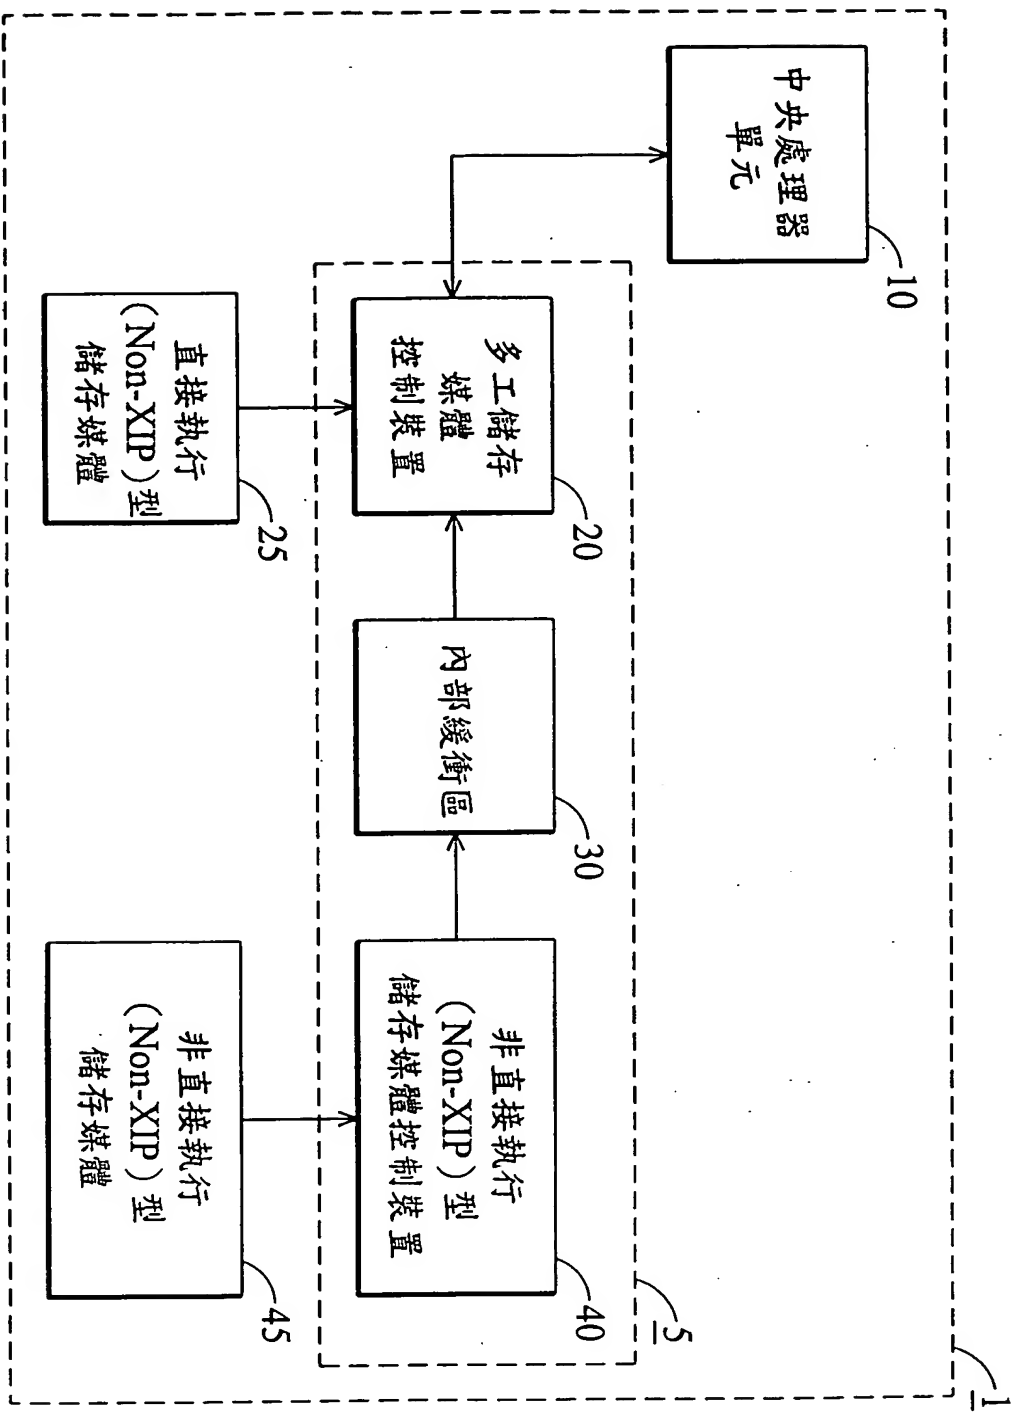 中央處理器
單元
10
多工儲存
媒體
控制裝置
20
直接執行
(Non-XIP)型
儲存媒體
25
內部緩衝區
30
非直接執行
(Non-XIP)型
儲存媒體控制裝置
40
非直接執行
(Non-XIP)型
儲存媒體
45
5
1